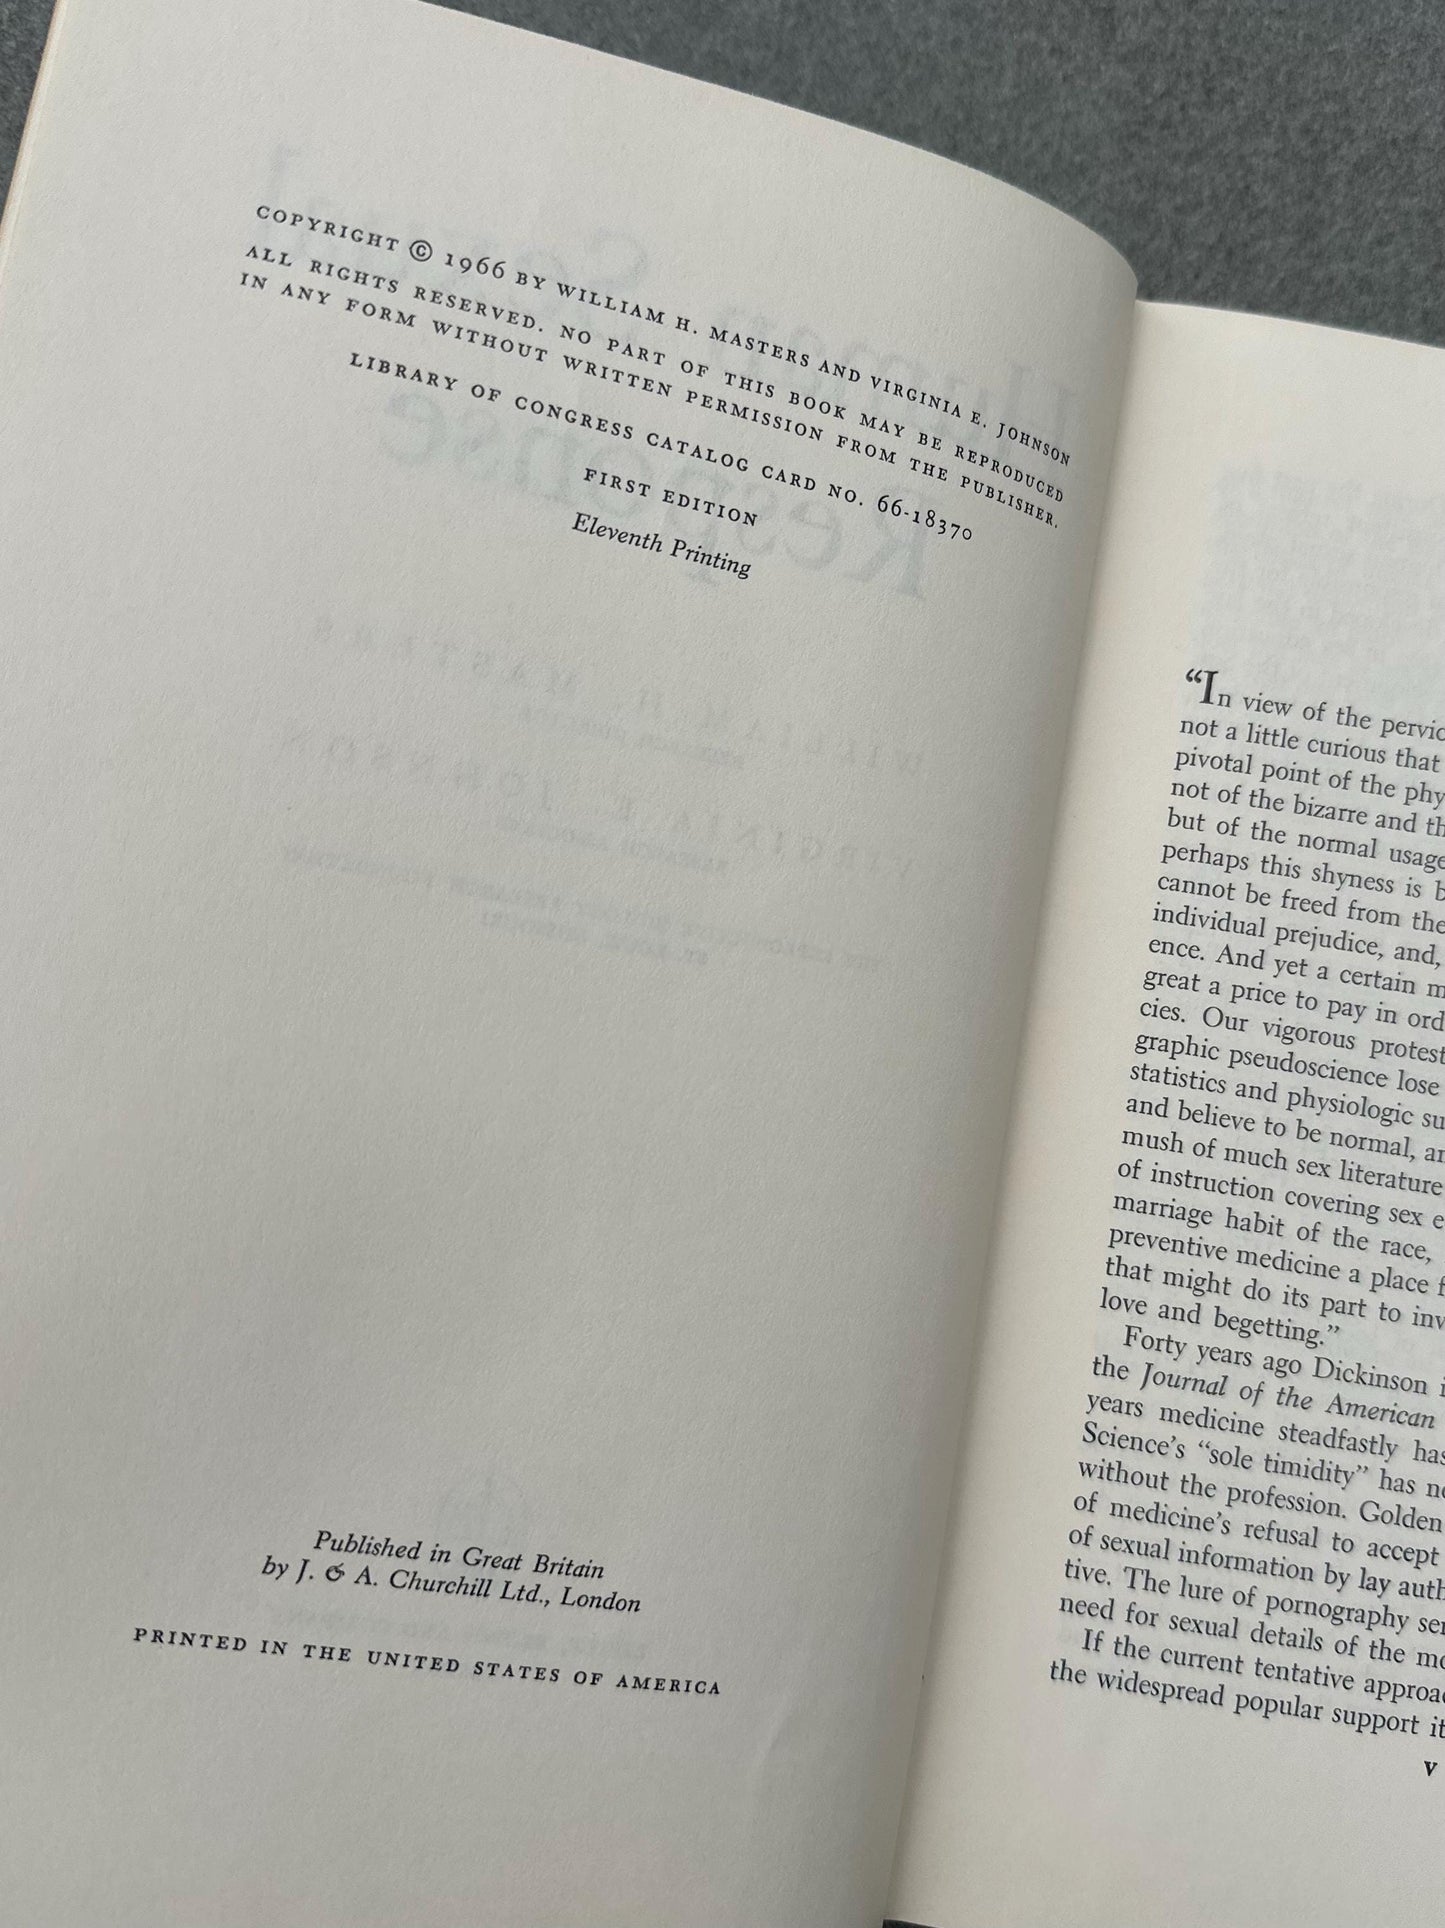 COPYRIGHT © 1966 BY WILLIAM H. MASTERS AND VIRGINIA E. JOHNSON
ALL RIGHTS RESERVED. NO PART OF THIS BOOK MAY BE REPRODUCED
IN ANY FORM WITHOUT WRITTEN PERMISSION FROM THE PUBLISHER.
LIBRARY OF CONGRESS CATALOG CARD NO. 66-18370
FIRST EDITION
Eleventh Printing
Published in Great Britain
by J. & A. Churchill Ltd., London
PRINTED IN THE UNITED STATES OF AMERICA
“In view of the pervic
not a little curious that
pivotal point of the phy
not of the bizarre and th
but of the normal usage
perhaps this shyness is b
cannot be freed from the
individual prejudice, and,
ence. And yet a certain m
great a price to pay in ord
cies. Our vigorous protest
graphic pseudoscience lose
statistics and physiologic su
and believe to be normal, an
mush of much sex literature
of instruction covering sex e
marriage habit of the race,
preventive medicine a place f
that might do its part to inv
love and begetting.”
Forty years ago Dickinson i
the Journal of the American
years medicine steadfastly has
Science’s “sole timidity” has ne
without the profession. Golden
of medicine’s refusal to accept
of sexual information by lay auth
tive. The lure of pornography ser
need for sexual details of the mo
If the current tentative approac
the widespread popular support it
v